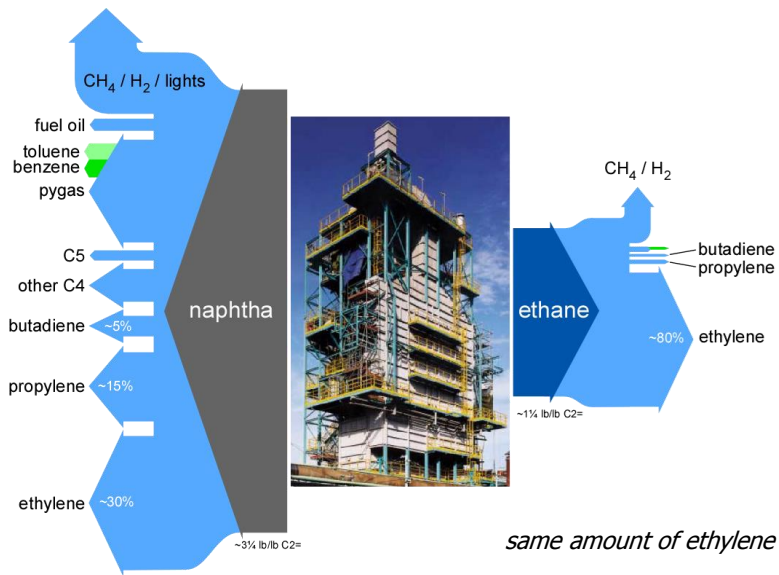 CH4 / H2 / lights
fuel oil
toluene
benzene
pygas
C5
other C4
butadiene
~5%
propylene
~15%
ethylene
~30%
naphtha
~3¼ lb/lb C2=
ethane
~1¼ lb/lb C2=
CH4 / H2
butadiene
propylene
~80%
ethylene
same amount of ethylene